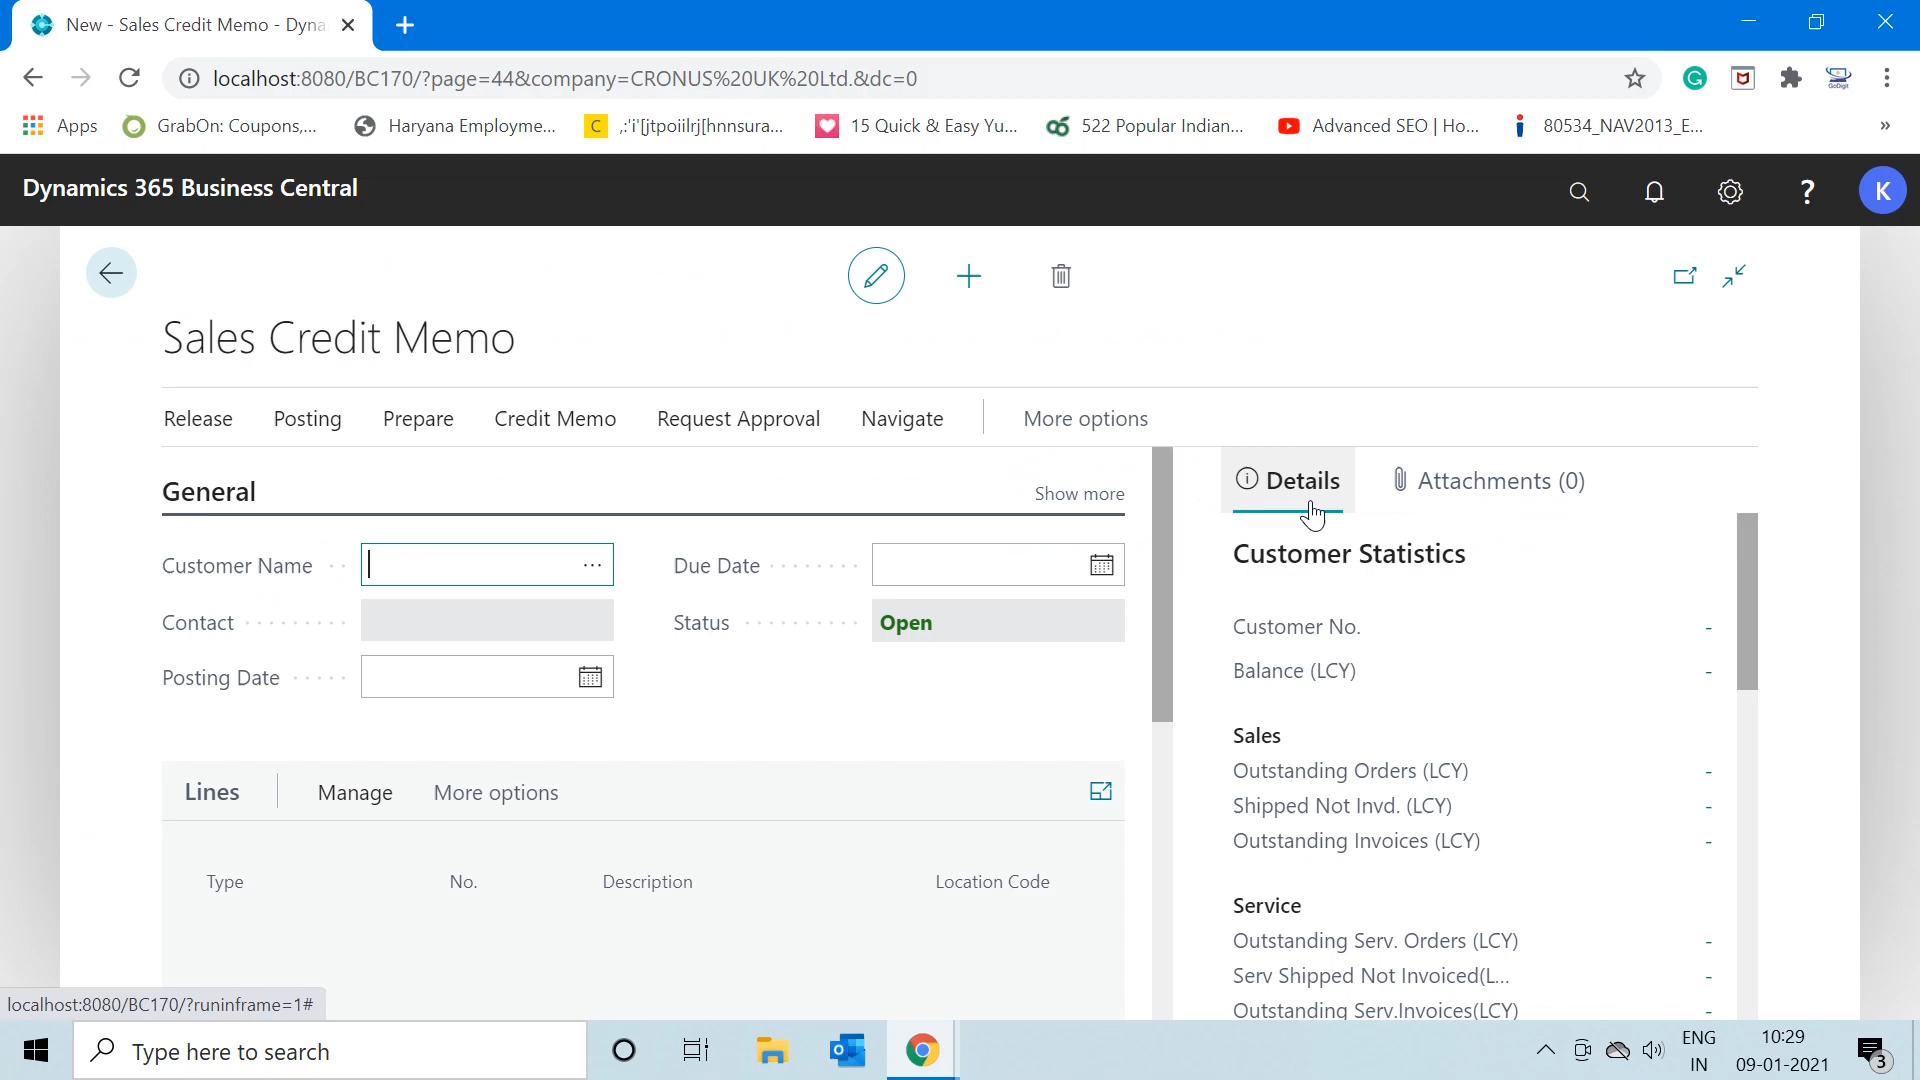 New - Sales Credit Memo - Dyna
localhost:8080/BC170/?page=44&company=CRONUS%20UK%20Ltd.&dc=0
Apps GrabOn: Coupons,... Haryana Employme... ,:'i'[jtpoiilrj[hnnsura... 15 Quick & Easy Yu... 522 Popular Indian... Advanced SEO | Ho... 80534_NAV2013_E... »
Dynamics 365 Business Central ? K
Sales Credit Memo
Release Posting Prepare Credit Memo Request Approval Navigate More options
General Show more
Customer Name ...
Contact
Posting Date
Due Date
Status Open
Lines Manage More options
Type No. Description Location Code
Details Attachments (0)
Customer Statistics
Customer No. -
Balance (LCY) -
Sales
Outstanding Orders (LCY) -
Shipped Not Invd. (LCY) -
Outstanding Invoices (LCY) -
Service
Outstanding Serv. Orders (LCY) -
Serv Shipped Not Invoiced(L... -
Outstanding Serv.Invoices(LCY) -
localhost:8080/BC170/?runinframe=1#
Type here to search
ENG
IN
10:29
09-01-2021
3